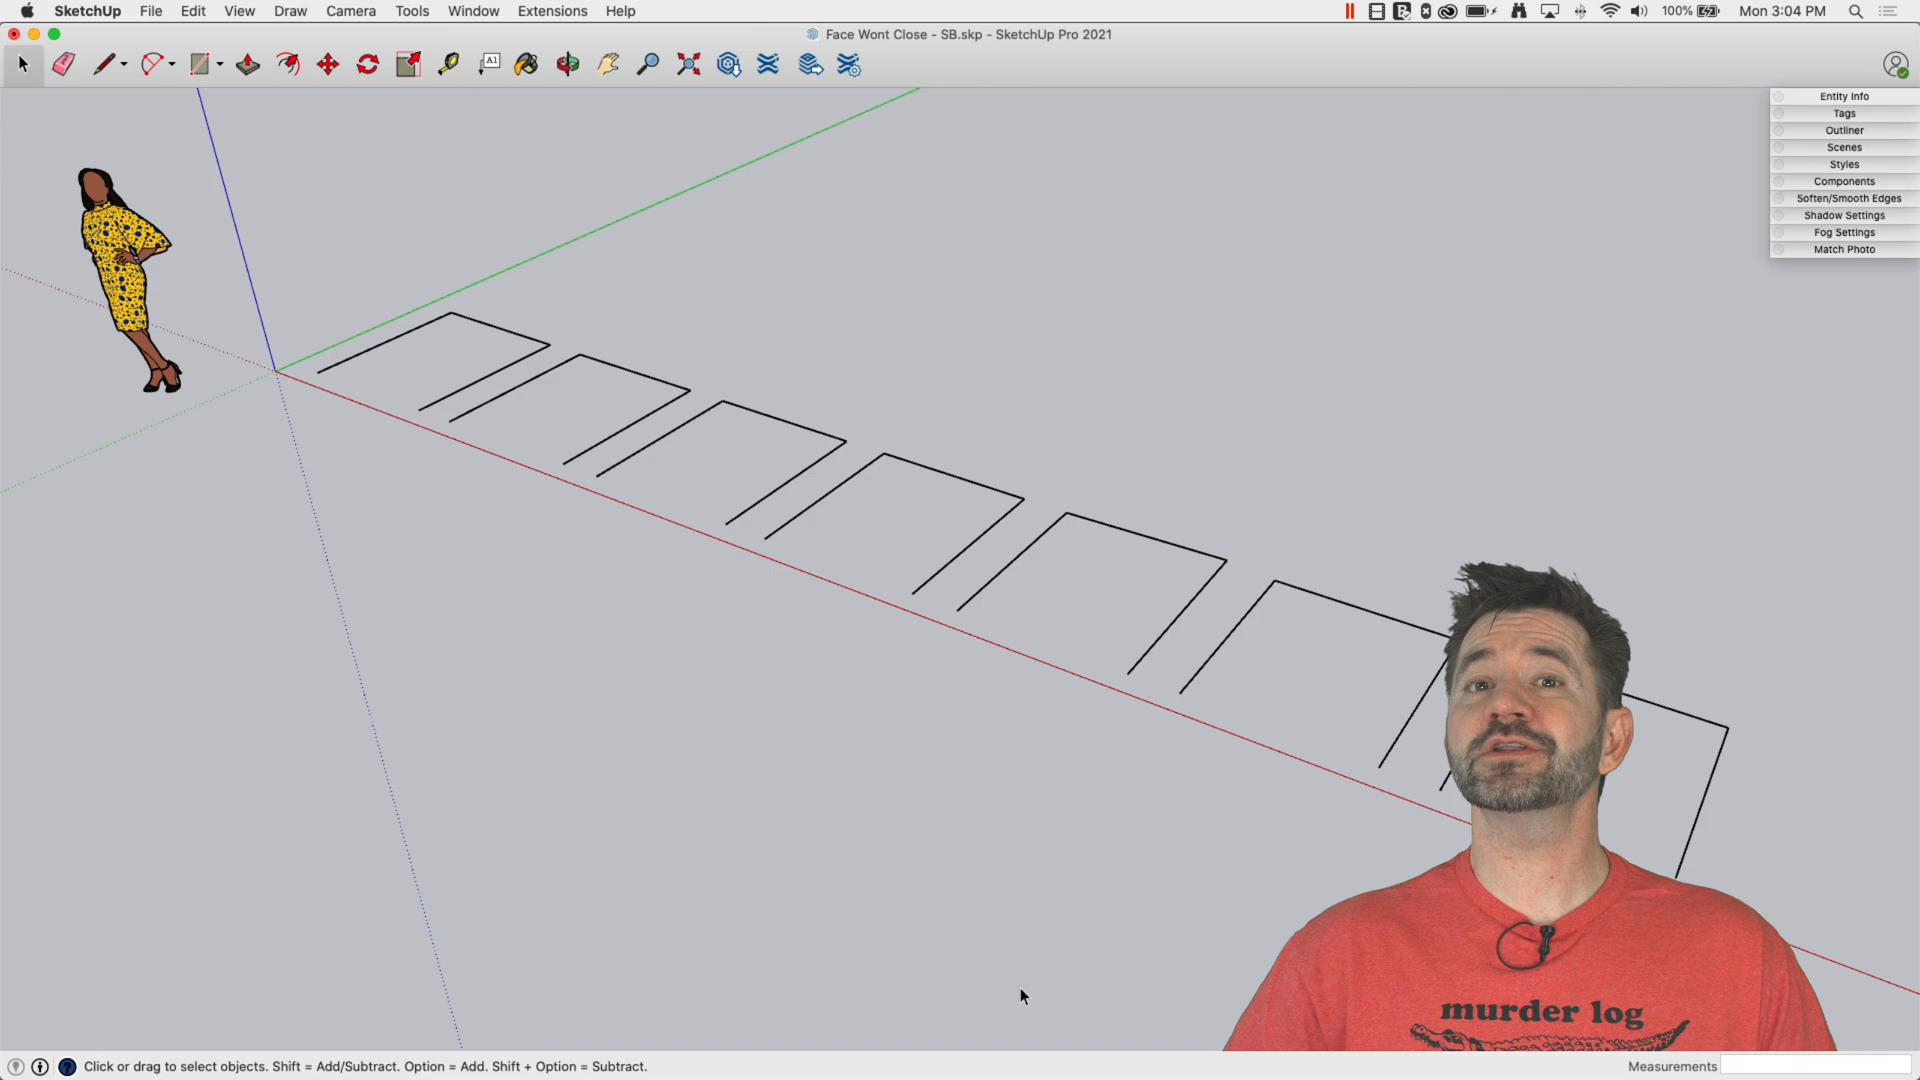 SketchUp File Edit View Draw Camera Tools Window Extensions Help 100% Mon 3:04 PM
Face Wont Close - SB.skp - SketchUp Pro 2021
A1
Entity Info
Tags
Outliner
Scenes
Styles
Components
Soften/Smooth Edges
Shadow Settings
Fog Settings
Match Photo
murder log
Click or drag to select objects. Shift = Add/Subtract. Option = Add. Shift + Option = Subtract. Measurements